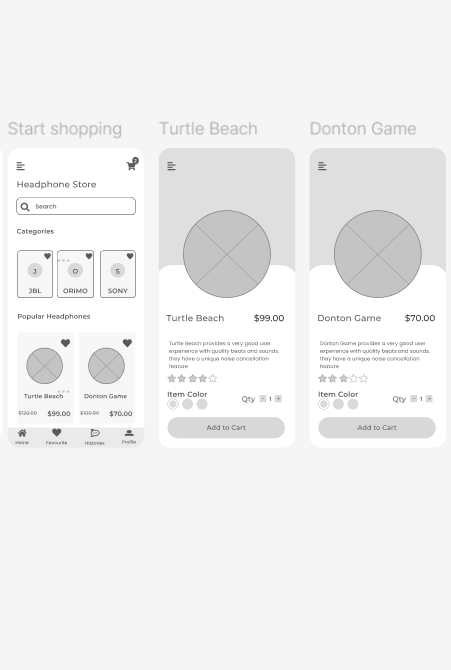 Start shopping
2
Headphone Store
Search
Categories
J
O
S
JBL
ORIMO
SONY
Popular Headphones
Turtle Beach
Donton Game
$120.00 $99.00
$100.00 $70.00
Home
Favourite
Histories
Profile
Turtle Beach
Turtle Beach
$99.00
Turtle Beach provides a very good user
experience with quality beats and sounds.
they have a unique noise cancellation
feature
Item Color
Qty - 1 +
Add to Cart
Donton Game
Donton Game
$70.00
Donton Game provides a very good user
experience with quality beats and sounds.
they have a unique noise cancellation
feature
Item Color
Qty - 1 +
Add to Cart